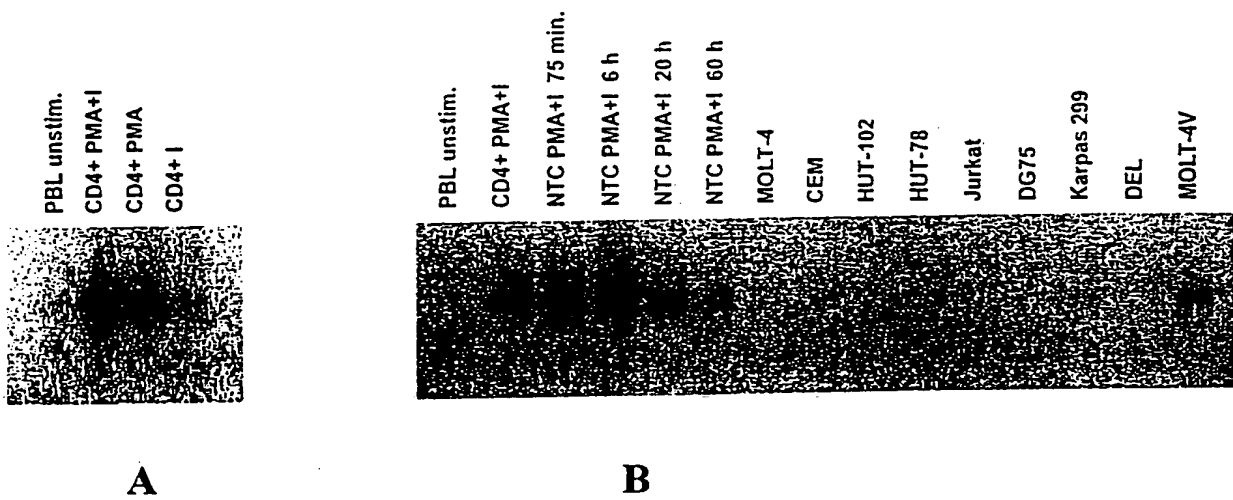 PBL unstim.
CD4+ PMA+I
CD4+ PMA
CD4+ I
PBL unstim.
CD4+ PMA+I
NTC PMA+I 75 min.
NTC PMA+I 6 h
NTC PMA+I 20 h
NTC PMA+I 60 h
MOLT-4
CEM
HUT-102
HUT-78
Jurkat
DG75
Karpas 299
DEL
MOLT-4V
A
B